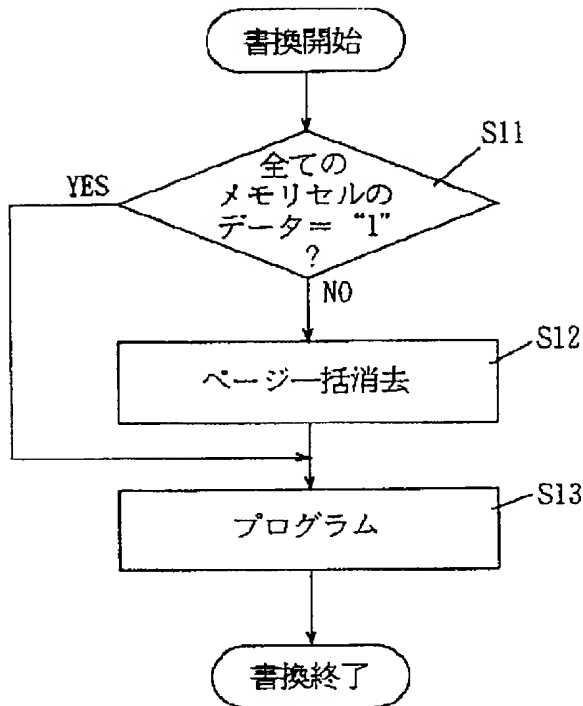 書換開始
S11
全ての
メモリセルの
データ＝ “1”
?
YES
NO
S12
ページ一括消去
S13
プログラム
書換終了